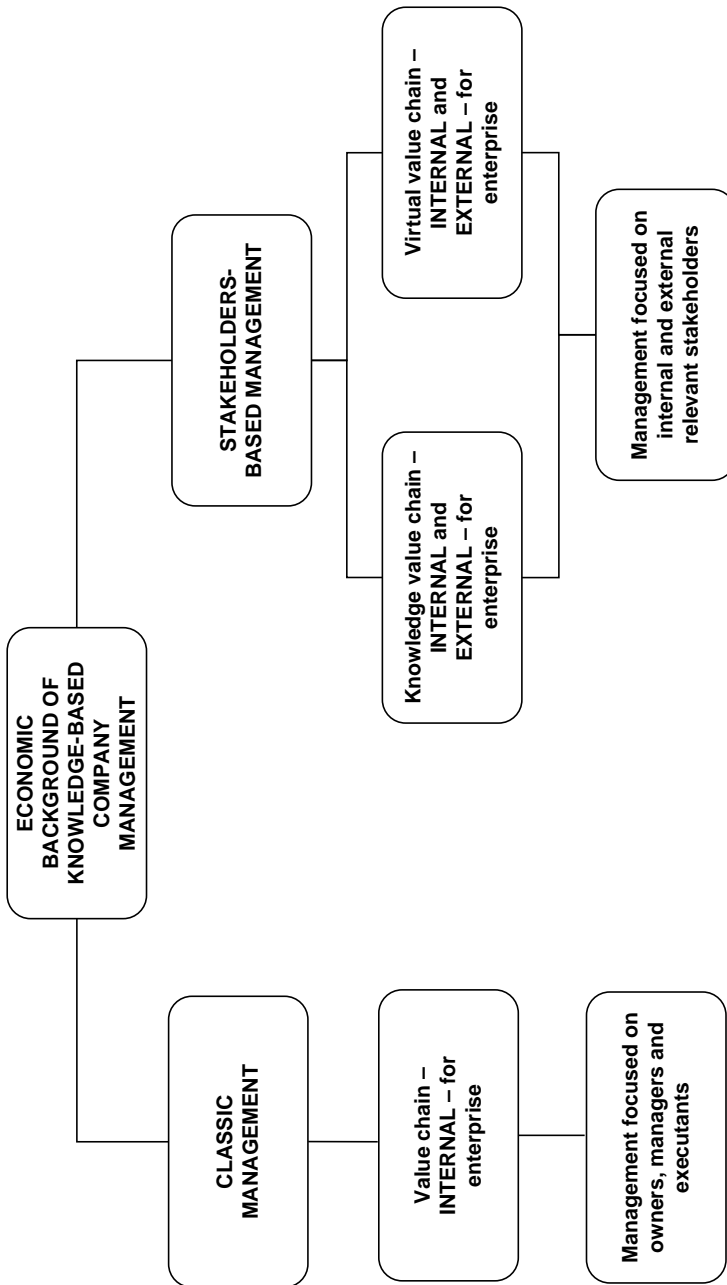 ECONOMIC
BACKGROUND OF
KNOWLEDGE-BASED
COMPANY
MANAGEMENT
CLASSIC
MANAGEMENT
STAKEHOLDERS-
BASED MANAGEMENT
Value chain –
INTERNAL – for
enterprise
Knowledge value chain –
INTERNAL and
EXTERNAL – for
enterprise
Virtual value chain –
INTERNAL and
EXTERNAL – for
enterprise
Management focused on
owners, managers and
executants
Management focused on
internal and external
relevant stakeholders